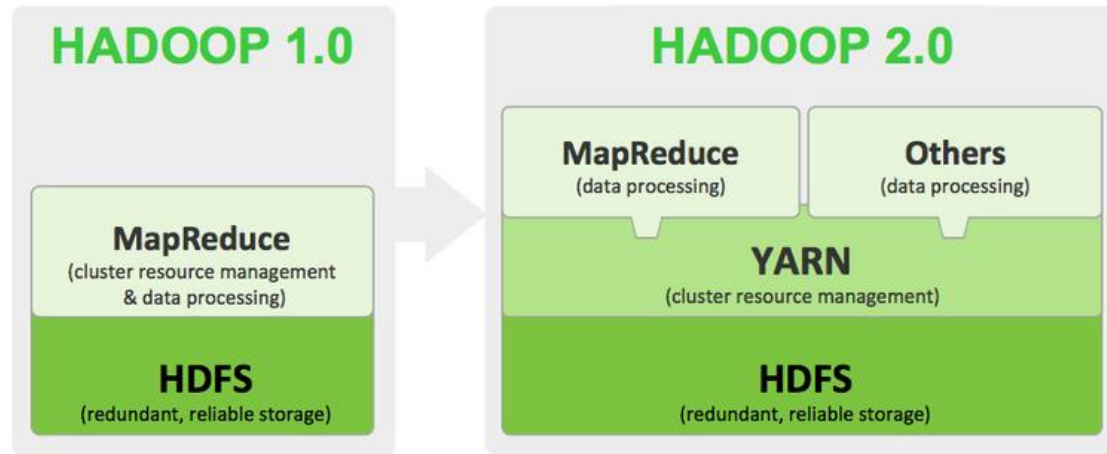 HADOOP 1.0
MapReduce
(cluster resource management
& data processing)
HDFS
(redundant, reliable storage)
HADOOP 2.0
MapReduce
(data processing)
Others
(data processing)
YARN
(cluster resource management)
HDFS
(redundant, reliable storage)